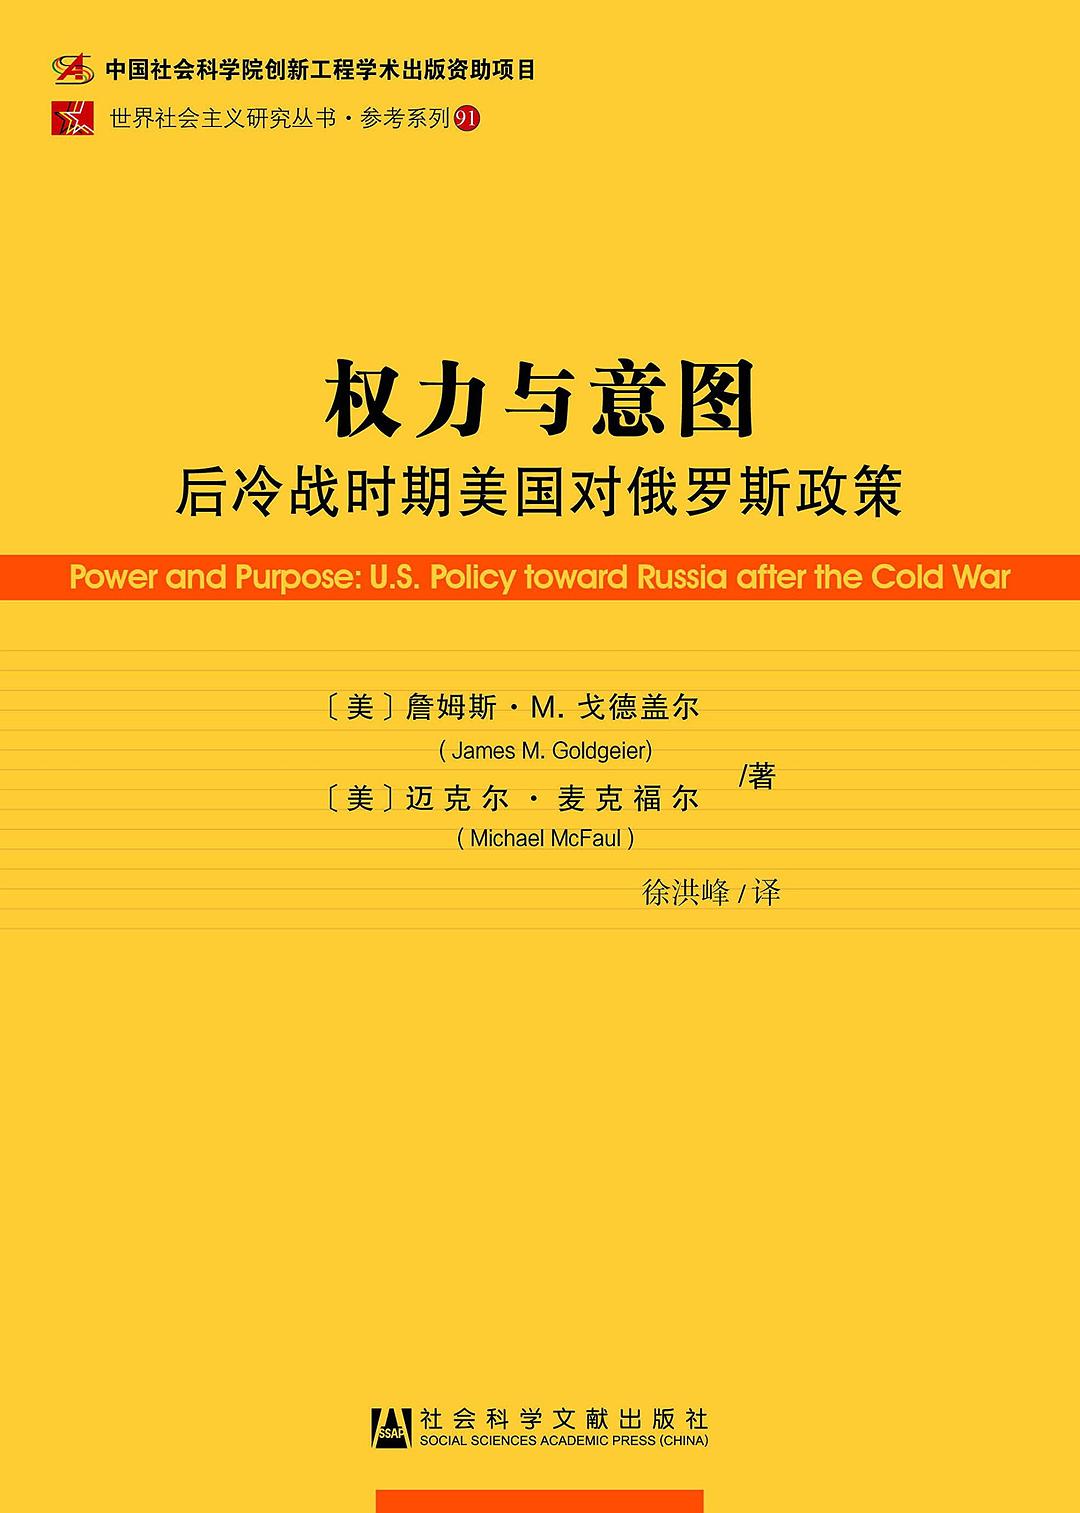 中国社会科学院创新工程学术出版资助项目
世界社会主义研究丛书·参考系列91
权力与意图
后冷战时期美国对俄罗斯政策
Power and Purpose: U.S. Policy toward Russia after the Cold War
〔美〕詹姆斯·M. 戈德盖尔
( James M. Goldgeier)
〔美〕迈克尔·麦克福尔
( Michael McFaul )
/著
徐洪峰 / 译
SSAP
社会科学文献出版社
SOCIAL SCIENCES ACADEMIC PRESS (CHINA)